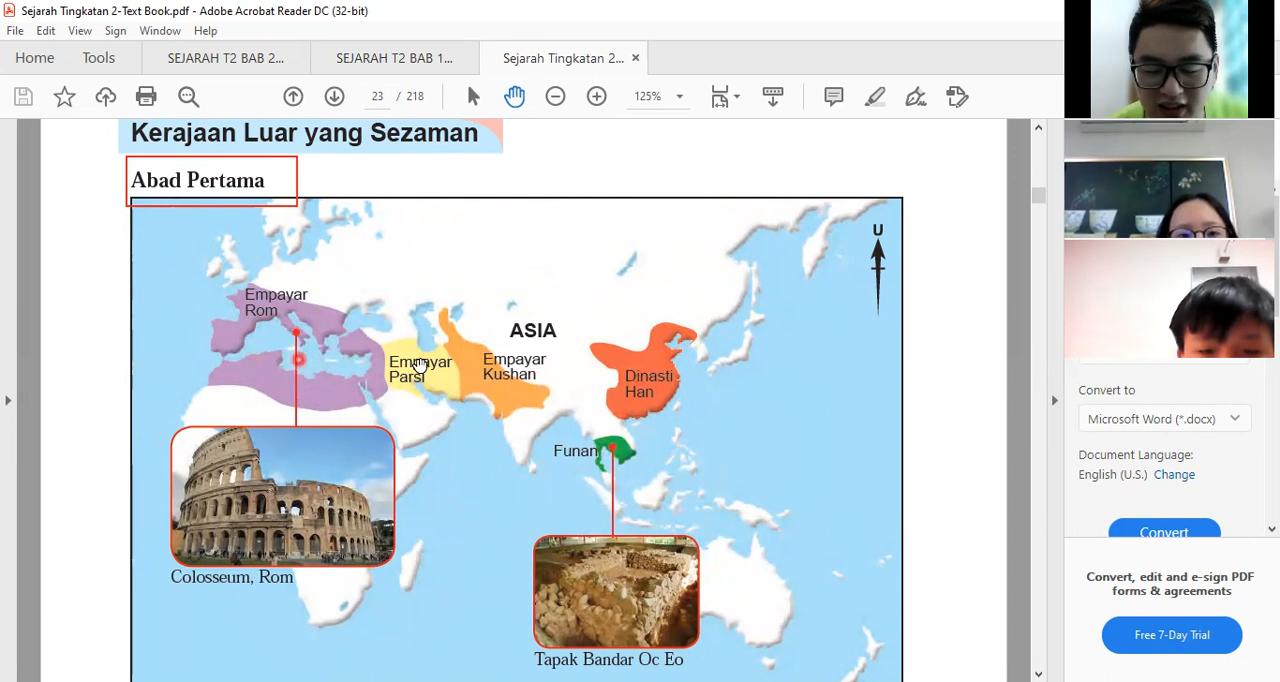 Sejarah Tingkatan 2-Text Book.pdf - Adobe Acrobat Reader DC (32-bit)
File Edit View Sign Window Help
Home Tools SEJARAH T2 BAB 2... SEJARAH T2 BAB 1... Sejarah Tingkatan 2... ×
23 / 218 125%
Kerajaan Luar yang Sezaman
Abad Pertama
U
Empayar
Rom
ASIA
Empayar
Parsi
Empayar
Kushan
Dinasti
Han
Funan
Colosseum, Rom
Tapak Bandar Oc Eo
Convert to
Microsoft Word (*.docx)
Document Language:
English (U.S.) Change
Convert
Convert, edit and e-sign PDF
forms & agreements
Free 7-Day Trial